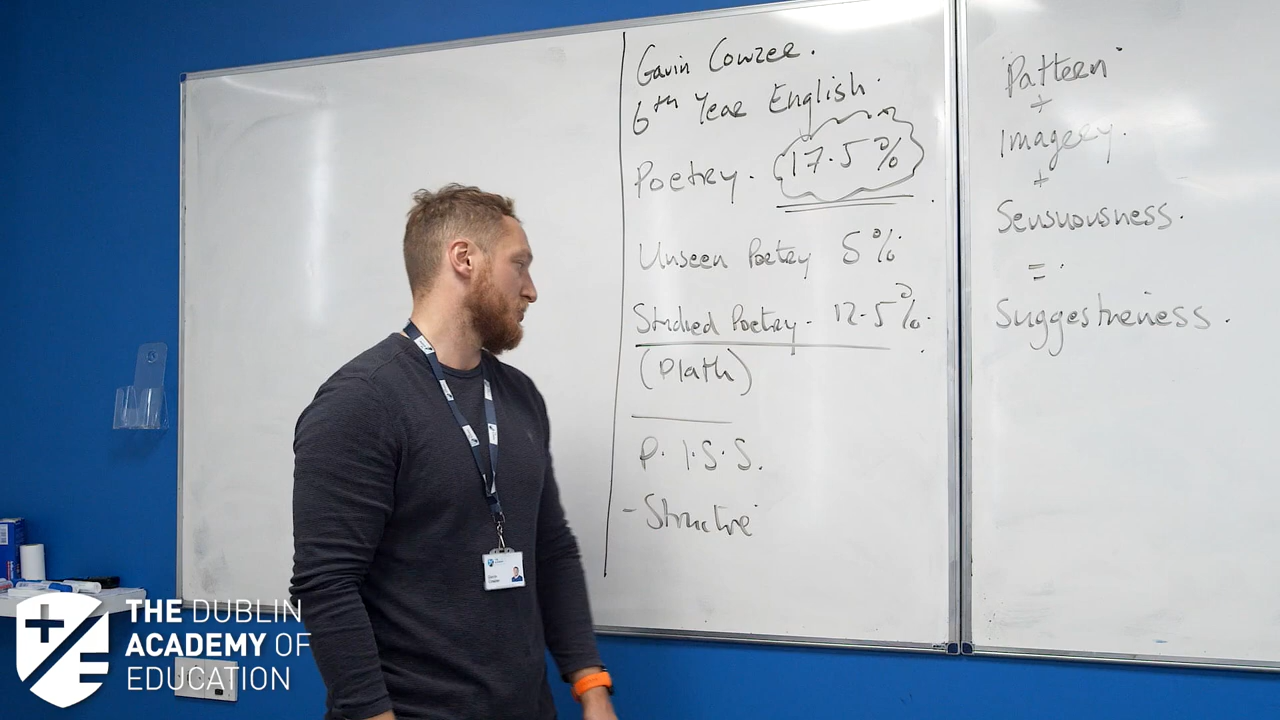 Gavin Cowzer.
6th Year English.
Poetry. 17.5%
Unseen Poetry 5%
Studied Poetry. 12.5%.
(Plath)
P.I.S.S.
- Structure
"Pattern"
+
Imagery.
+
Sensuousness.
=
Suggestiveness.
THE DUBLIN
ACADEMY OF
EDUCATION